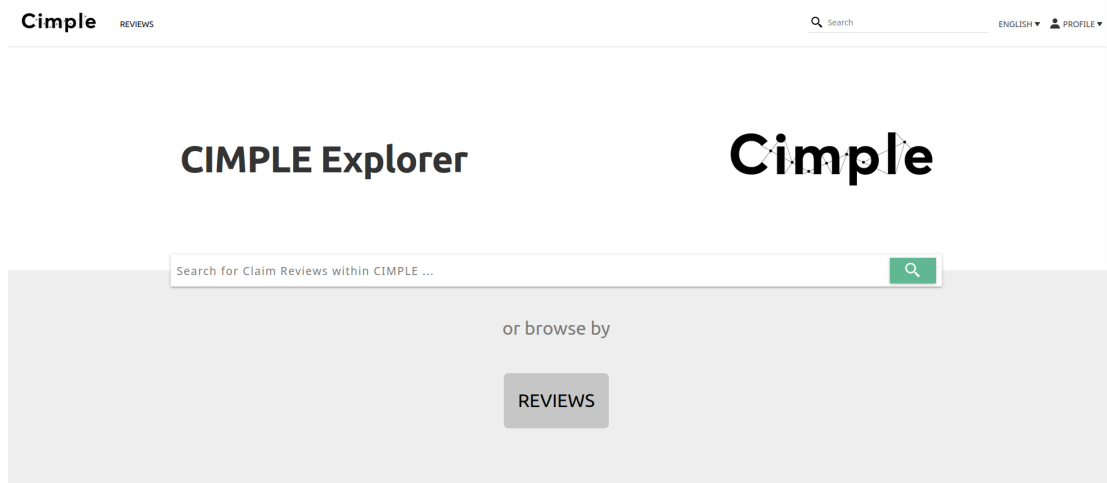 Cimple
REVIEWS
Search
ENGLISH
PROFILE
CIMPLE Explorer
Cimple
Search for Claim Reviews within CIMPLE ...
or browse by
REVIEWS